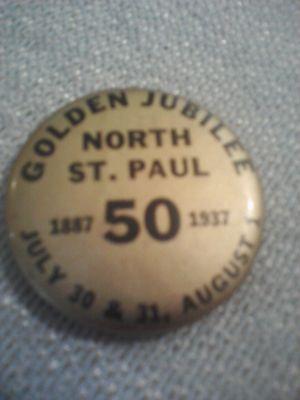 GOLDEN JUBILEE
NORTH
ST. PAUL
1887 50 1937
JULY 30 & 31, AUGUST 1